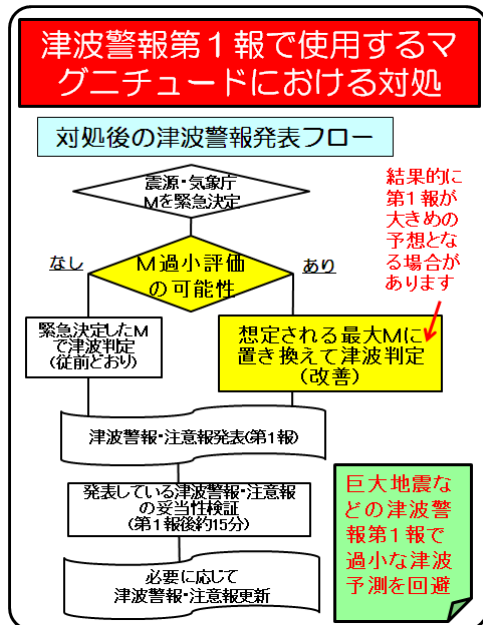 津波警報第１報で使用するマ
グニチュードにおける対処
対処後の津波警報発表フロー
震源・気象庁
Mを緊急決定
結果的に
第1報が
大きめの
予想とな
る場合が
あります
なし
M過小評価
の可能性
あり
緊急決定したM
で津波判定
(従前どおり)
想定される最大Mに
置き換えて津波判定
(改善)
津波警報・注意報発表(第1報)
発表している津波警報・注意報
の妥当性検証
(第1報後約15分)
必要に応じて
津波警報・注意報更新
巨大地震な
どの津波警
報第1報で
過小な津波
予測を回避